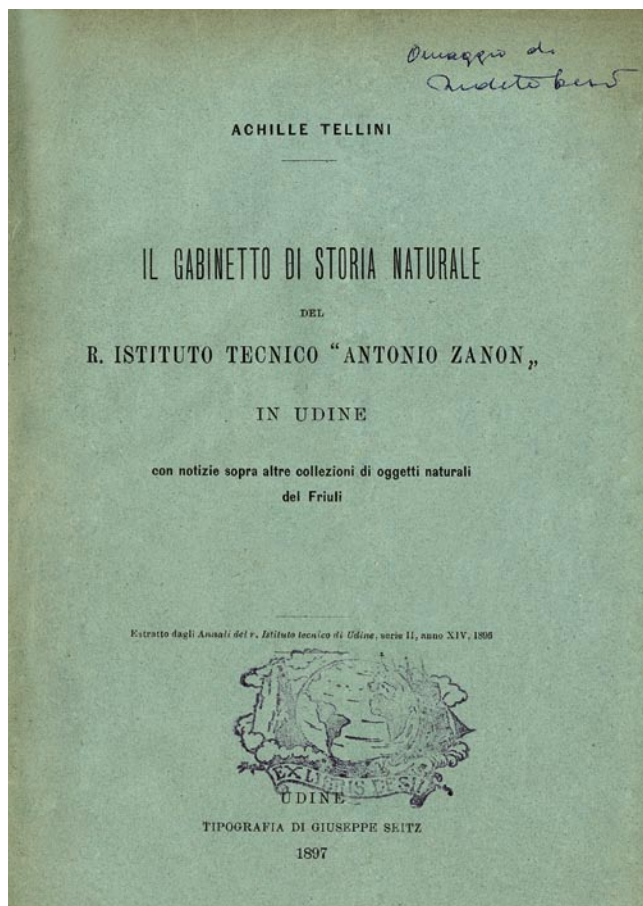 Omaggio di
ACHILLE TELLINI
IL GABINETTO DI STORIA NATURALE
DEL
R. ISTITUTO TECNICO “ANTONIO ZANON„
IN UDINE
con notizie sopra altre collezioni di oggetti naturali
del Friuli
Estratto dagli Annali del r. Istituto tecnico di Udine, serie II, anno XIV, 1896
EX LIBRIS
UDINE
TIPOGRAFIA DI GIUSEPPE SEITZ
1897